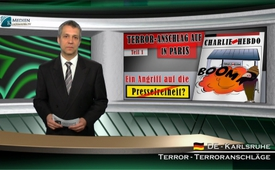 MEDIEN
TERROR-ANSCHLAG AUF
IN PARIS
Teil 1
CHARLIE HEBDO
BOOM
Ein Angriff auf die
Pressefreiheit?
DE - KARLSRUHE
TERROR - TERRORANSCHLÄGE